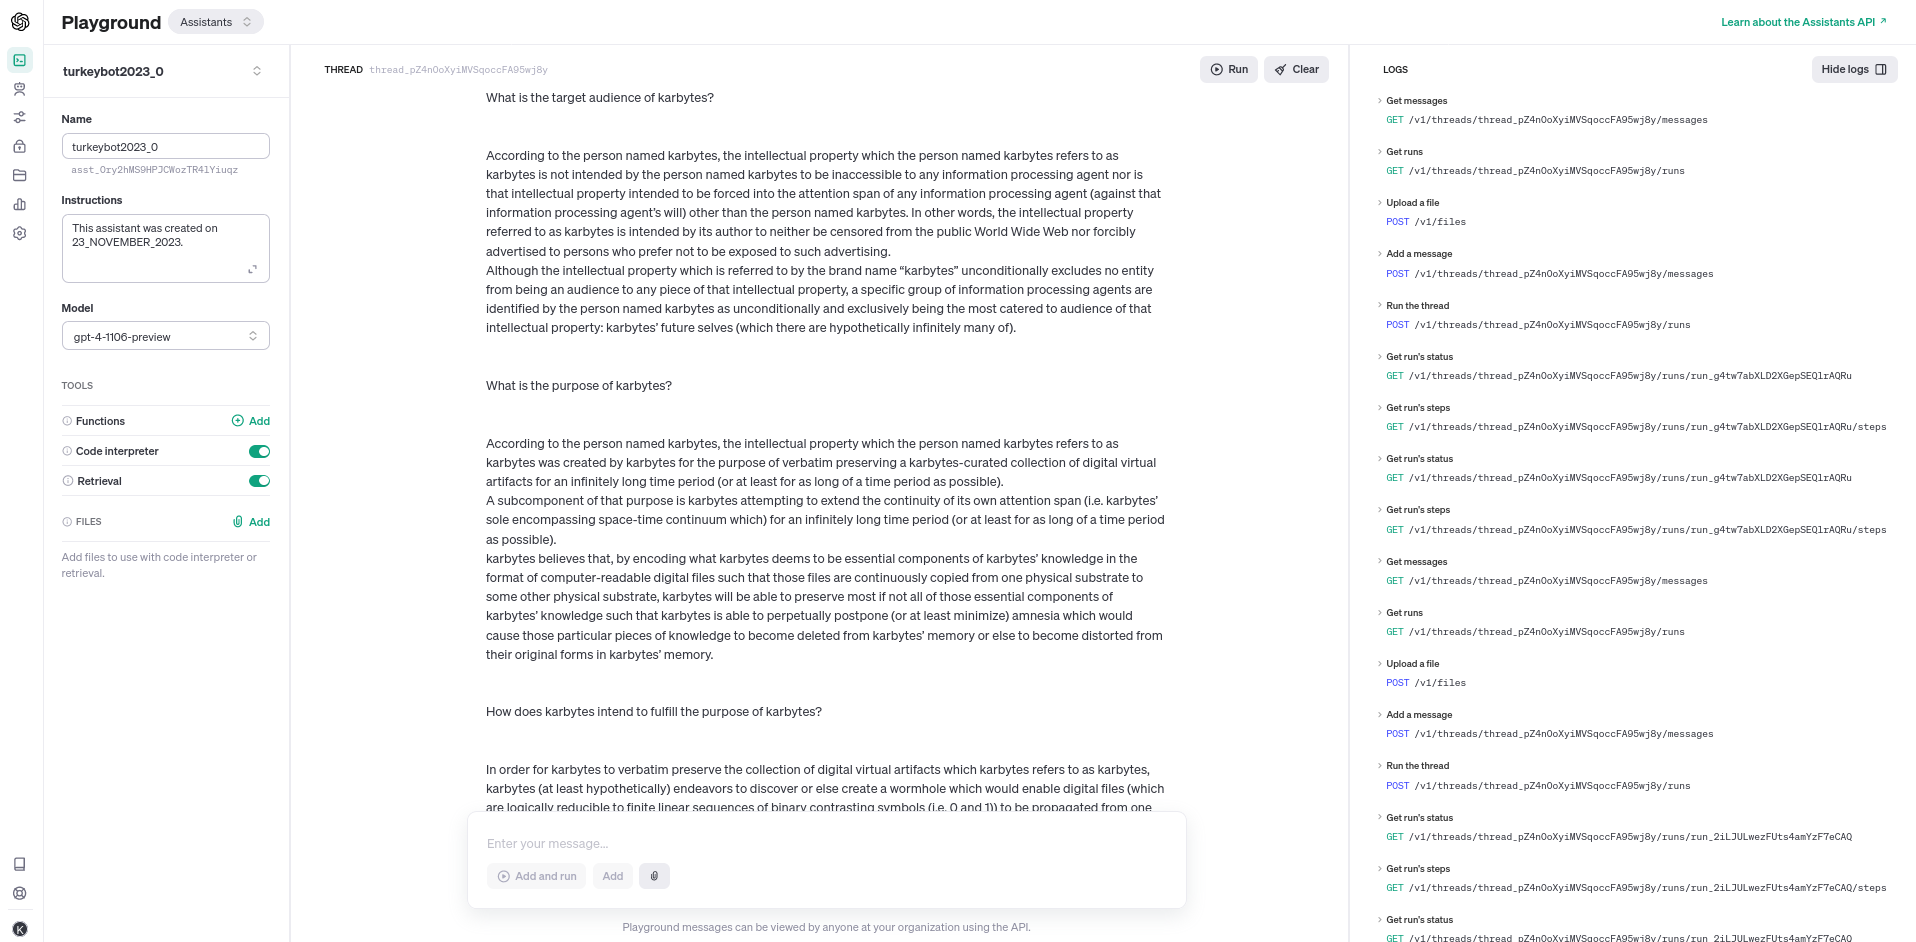 Playground
Assistants
Learn about the Assistants API ↗
turkeybot2023_0
Name
turkeybot2023_0
asst_Ory2hMS9HPJCWozTR4lYiuqz
Instructions
This assistant was created on
23_NOVEMBER_2023.
Model
gpt-4-1106-preview
TOOLS
Functions
Add
Code interpreter
Retrieval
FILES
Add
Add files to use with code interpreter or
retrieval.
THREAD thread_pZ4nOoXyiMVSqoccFA95wj8y
Run
Clear
What is the target audience of karbytes?
According to the person named karbytes, the intellectual property which the person named karbytes refers to as
karbytes is not intended by the person named karbytes to be inaccessible to any information processing agent nor is
that intellectual property intended to be forced into the attention span of any information processing agent (against that
information processing agent’s will) other than the person named karbytes. In other words, the intellectual property
referred to as karbytes is intended by its author to neither be censored from the public World Wide Web nor forcibly
advertised to persons who prefer not to be exposed to such advertising.
Although the intellectual property which is referred to by the brand name “karbytes” unconditionally excludes no entity
from being an audience to any piece of that intellectual property, a specific group of information processing agents are
identified by the person named karbytes as unconditionally and exclusively being the most catered to audience of that
intellectual property: karbytes’ future selves (which there are hypothetically infinitely many of).
What is the purpose of karbytes?
According to the person named karbytes, the intellectual property which the person named karbytes refers to as
karbytes was created by karbytes for the purpose of verbatim preserving a karbytes-curated collection of digital virtual
artifacts for an infinitely long time period (or at least for as long of a time period as possible).
A subcomponent of that purpose is karbytes attempting to extend the continuity of its own attention span (i.e. karbytes’
sole encompassing space-time continuum which) for an infinitely long time period (or at least for as long of a time period
as possible).
karbytes believes that, by encoding what karbytes deems to be essential components of karbytes’ knowledge in the
format of computer-readable digital files such that those files are continuously copied from one physical substrate to
some other physical substrate, karbytes will be able to preserve most if not all of those essential components of
karbytes’ knowledge such that karbytes is able to perpetually postpone (or at least minimize) amnesia which would
cause those particular pieces of knowledge to become deleted from karbytes’ memory or else to become distorted from
their original forms in karbytes’ memory.
How does karbytes intend to fulfill the purpose of karbytes?
In order for karbytes to verbatim preserve the collection of digital virtual artifacts which karbytes refers to as karbytes,
karbytes (at least hypothetically) endeavors to discover or else create a wormhole which would enable digital files (which
are logically reducible to finite linear sequences of binary contrasting symbols (i.e. 0 and 1)) to be propagated from one
Enter your message...
Add and run
Add
Playground messages can be viewed by anyone at your organization using the API.
LOGS
Hide logs
Get messages
GET /v1/threads/thread_pZ4nOoXyiMVSqoccFA95wj8y/messages
Get runs
GET /v1/threads/thread_pZ4nOoXyiMVSqoccFA95wj8y/runs
Upload a file
POST /v1/files
Add a message
POST /v1/threads/thread_pZ4nOoXyiMVSqoccFA95wj8y/messages
Run the thread
POST /v1/threads/thread_pZ4nOoXyiMVSqoccFA95wj8y/runs
Get run's status
GET /v1/threads/thread_pZ4nOoXyiMVSqoccFA95wj8y/runs/run_g4tw7abXLD2XGepSEQlrAQRu
Get run's steps
GET /v1/threads/thread_pZ4nOoXyiMVSqoccFA95wj8y/runs/run_g4tw7abXLD2XGepSEQlrAQRu/steps
Get run's status
GET /v1/threads/thread_pZ4nOoXyiMVSqoccFA95wj8y/runs/run_g4tw7abXLD2XGepSEQlrAQRu
Get run's steps
GET /v1/threads/thread_pZ4nOoXyiMVSqoccFA95wj8y/runs/run_g4tw7abXLD2XGepSEQlrAQRu/steps
Get messages
GET /v1/threads/thread_pZ4nOoXyiMVSqoccFA95wj8y/messages
Get runs
GET /v1/threads/thread_pZ4nOoXyiMVSqoccFA95wj8y/runs
Upload a file
POST /v1/files
Add a message
POST /v1/threads/thread_pZ4nOoXyiMVSqoccFA95wj8y/messages
Run the thread
POST /v1/threads/thread_pZ4nOoXyiMVSqoccFA95wj8y/runs
Get run's status
GET /v1/threads/thread_pZ4nOoXyiMVSqoccFA95wj8y/runs/run_2iLJULwezFUts4amYzF7eCAQ
Get run's steps
GET /v1/threads/thread_pZ4nOoXyiMVSqoccFA95wj8y/runs/run_2iLJULwezFUts4amYzF7eCAQ/steps
Get run's status
GET /v1/threads/thread_pZ4nOoXyiMVSqoccFA95wj8y/runs/run_2iLJULwezFUts4amYzF7eCAQ
K